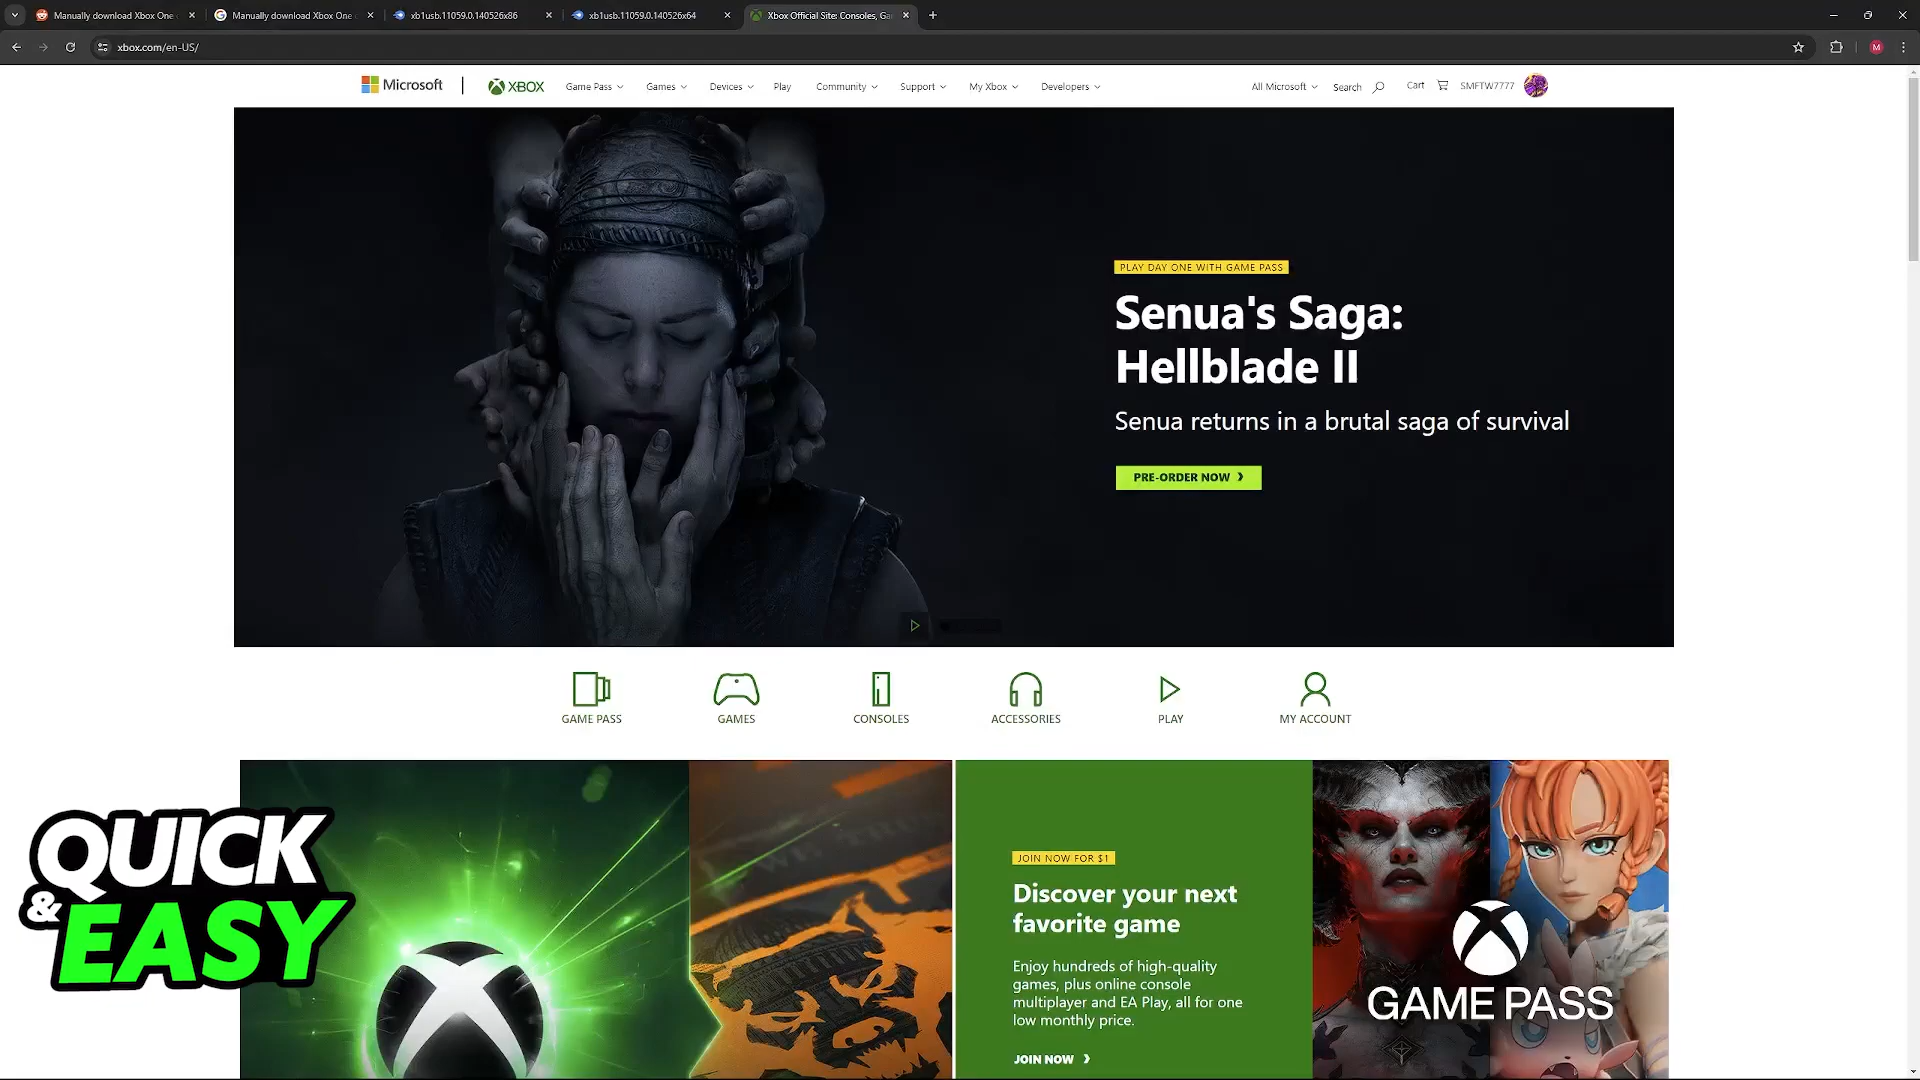 Manually download Xbox One
Manually download Xbox One
xb1usb.11059.0.140526x86
xb1usb.11059.0.140526x64
Xbox Official Site: Consoles, Ga
xbox.com/en-US/
M
Microsoft
XBOX
Game Pass
Games
Devices
Play
Community
Support
My Xbox
Developers
All Microsoft
Search
Cart
SMFTW7777
PLAY DAY ONE WITH GAME PASS
Senua's Saga:
Hellblade II
Senua returns in a brutal saga of survival
PRE-ORDER NOW
GAME PASS
GAMES
CONSOLES
ACCESSORIES
PLAY
MY ACCOUNT
QUICK
&
EASY
JOIN NOW FOR $1
Discover your next
favorite game
Enjoy hundreds of high-quality
games, plus online console
multiplayer and EA Play, all for one
low monthly price.
JOIN NOW
GAME PASS